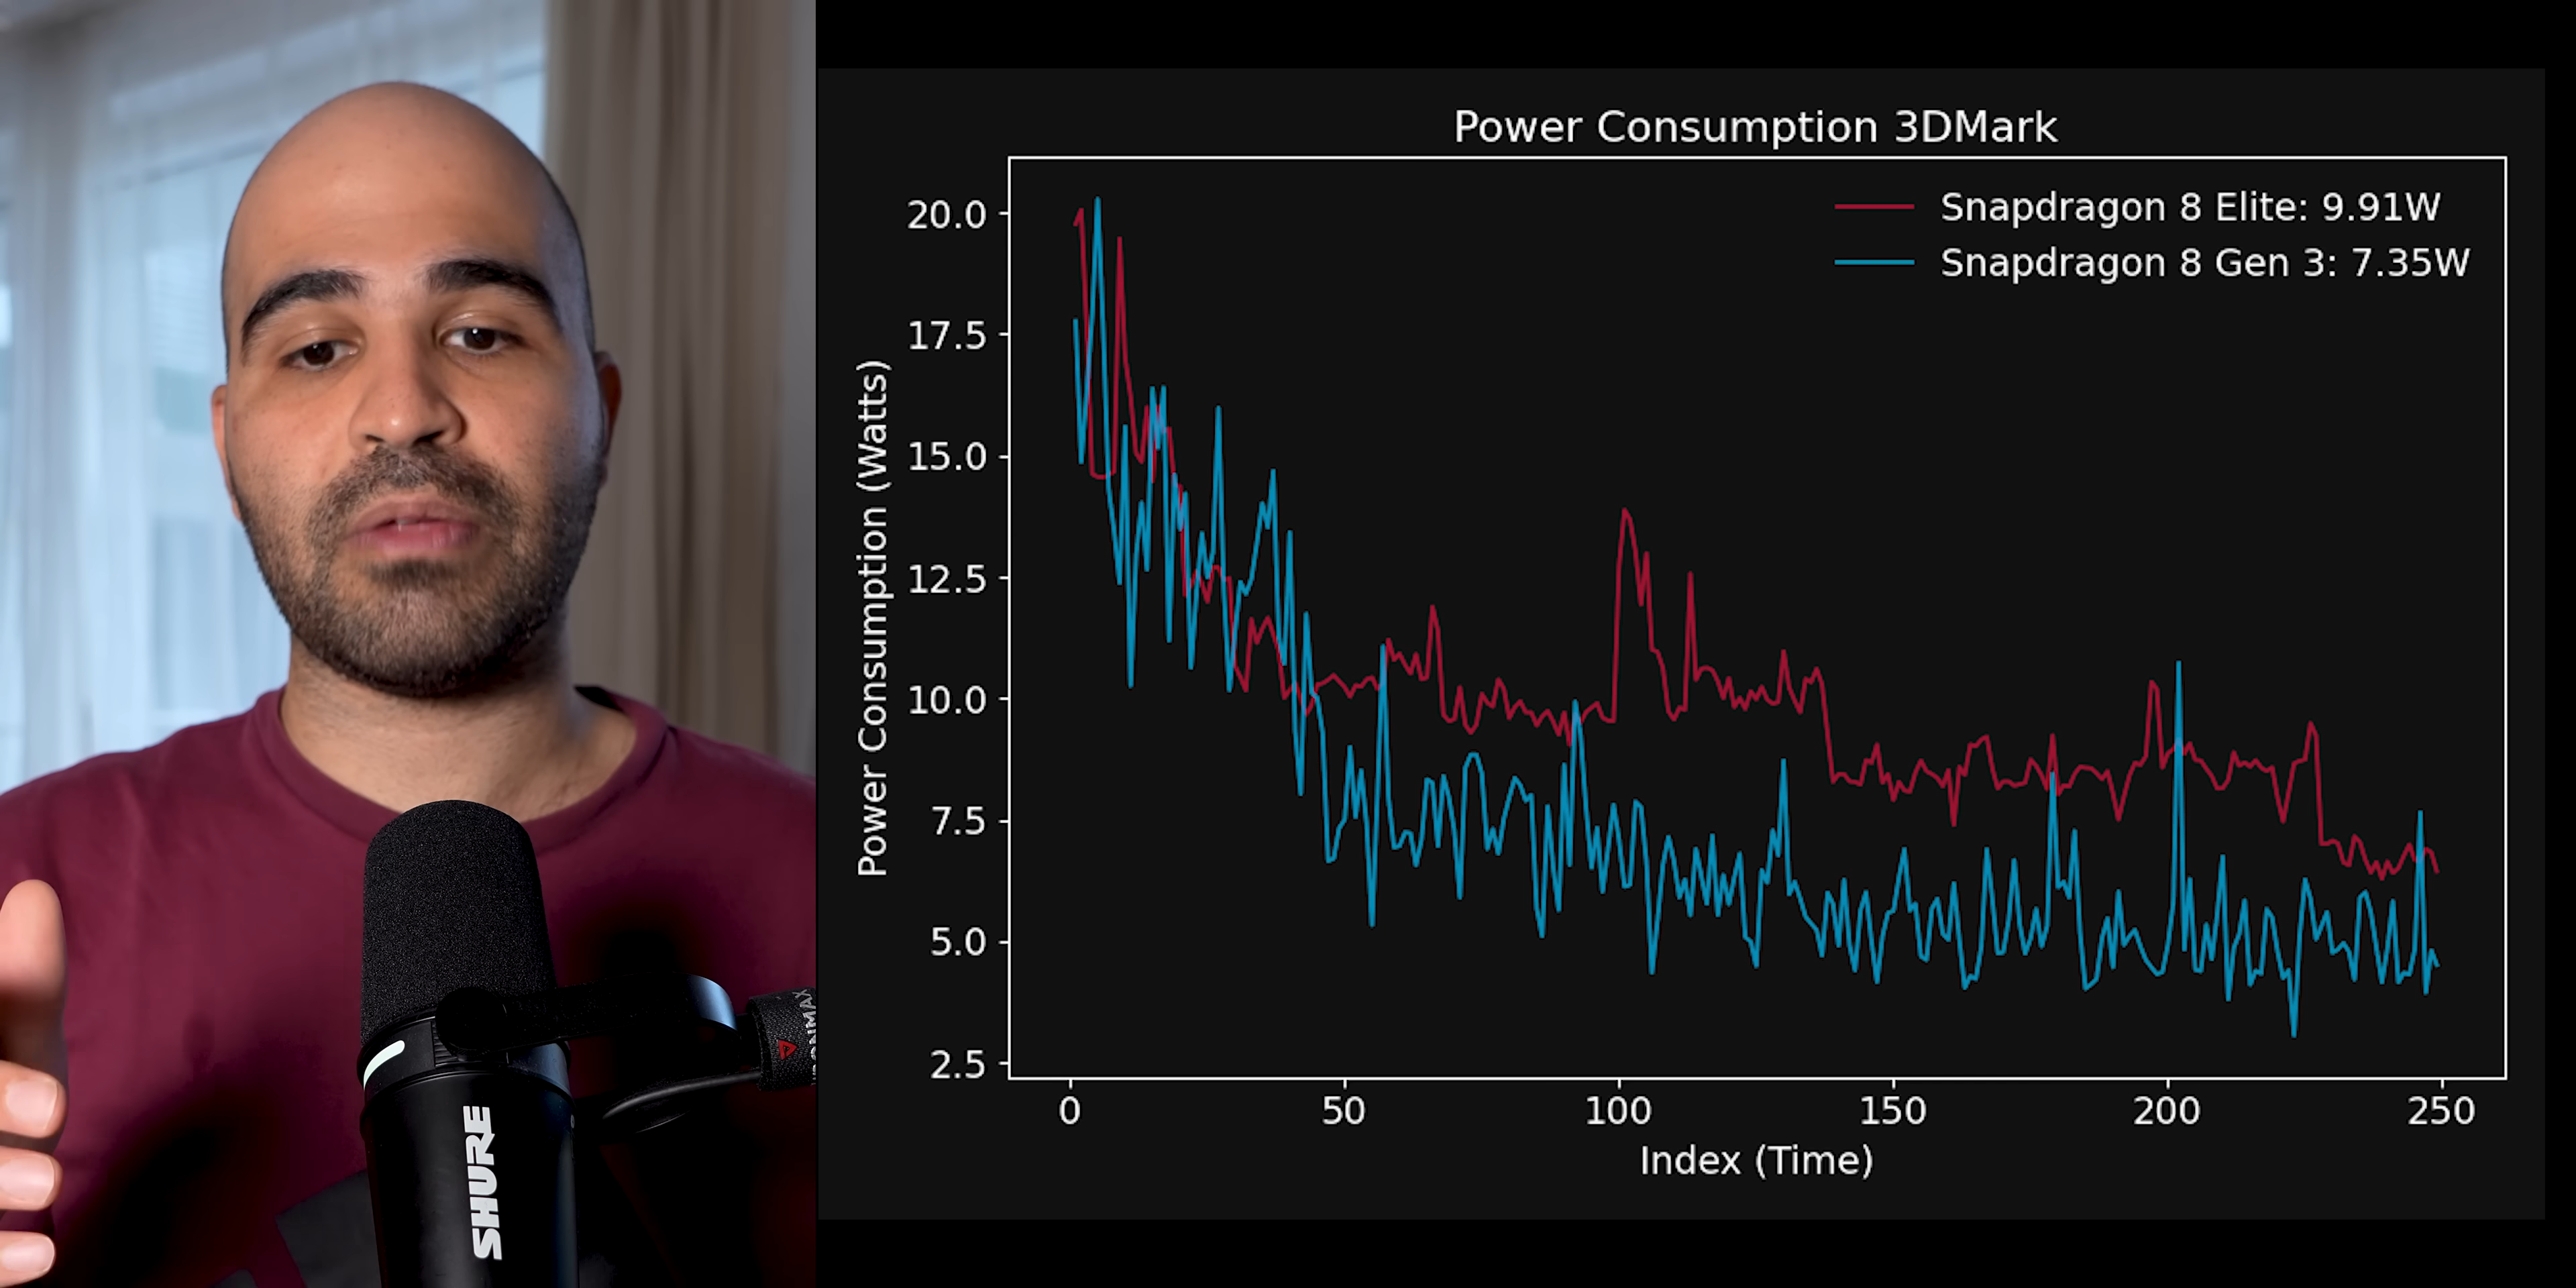 Power Consumption 3DMark
Snapdragon 8 Elite: 9.91W
Snapdragon 8 Gen 3: 7.35W
Power Consumption (Watts)
20.0
17.5
15.0
12.5
10.0
7.5
5.0
2.5
0 50 100 150 200 250
Index (Time)
SHURE